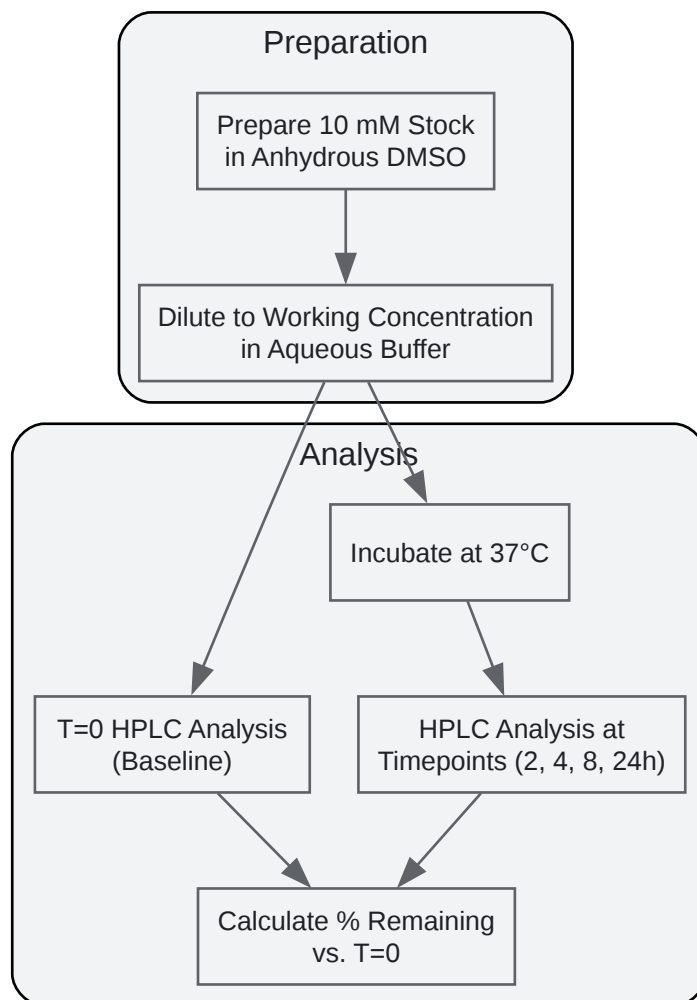 Preparation
Prepare 10 mM Stock
in Anhydrous DMSO
Dilute to Working Concentration
in Aqueous Buffer
Analysis
Incubate at 37°C
T=0 HPLC Analysis
(Baseline)
HPLC Analysis at
Timepoints (2, 4, 8, 24h)
Calculate % Remaining
vs. T=0